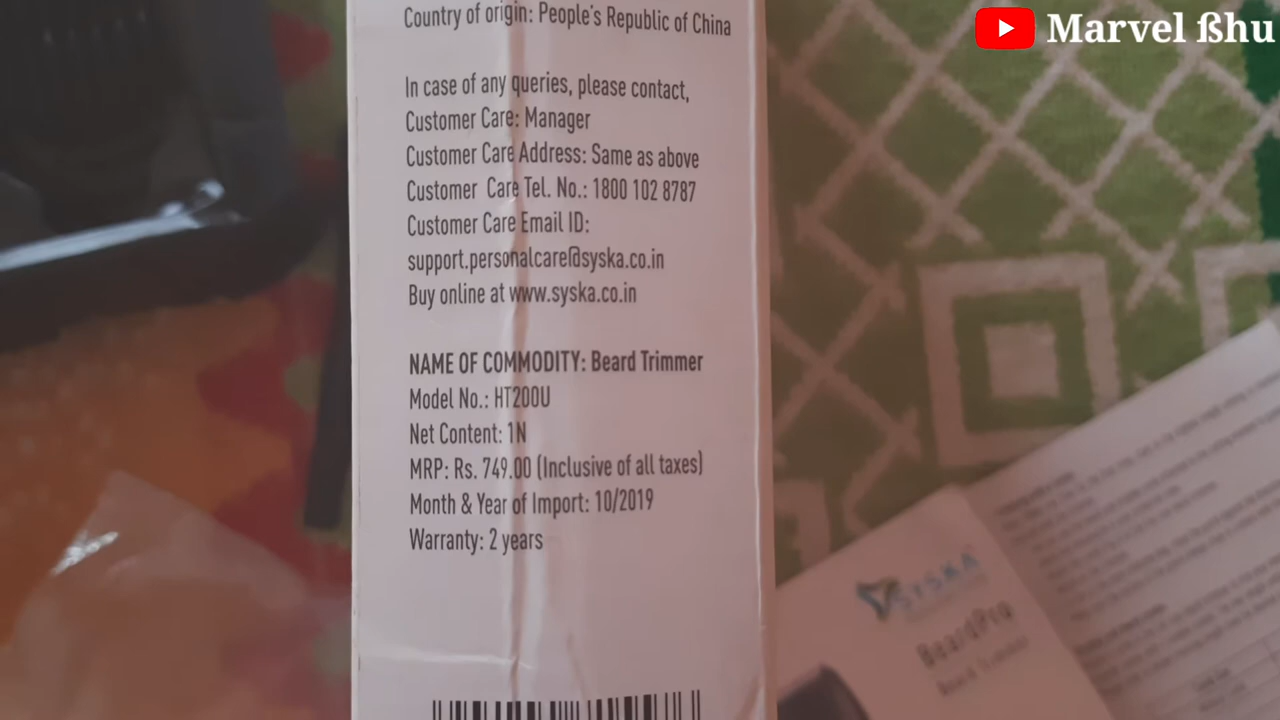 Marvel ßhu
Country of origin: People's Republic of China
In case of any queries, please contact,
Customer Care: Manager
Customer Care Address: Same as above
Customer Care Tel. No.: 1800 102 8787
Customer Care Email ID:
support.personalcare@syska.co.in
Buy online at www.syska.co.in
NAME OF COMMODITY: Beard Trimmer
Model No.: HT200U
Net Content: 1N
MRP: Rs. 749.00 (Inclusive of all taxes)
Month & Year of Import: 10/2019
Warranty: 2 years
SYSKA
BeardPro
Beard Trimmer